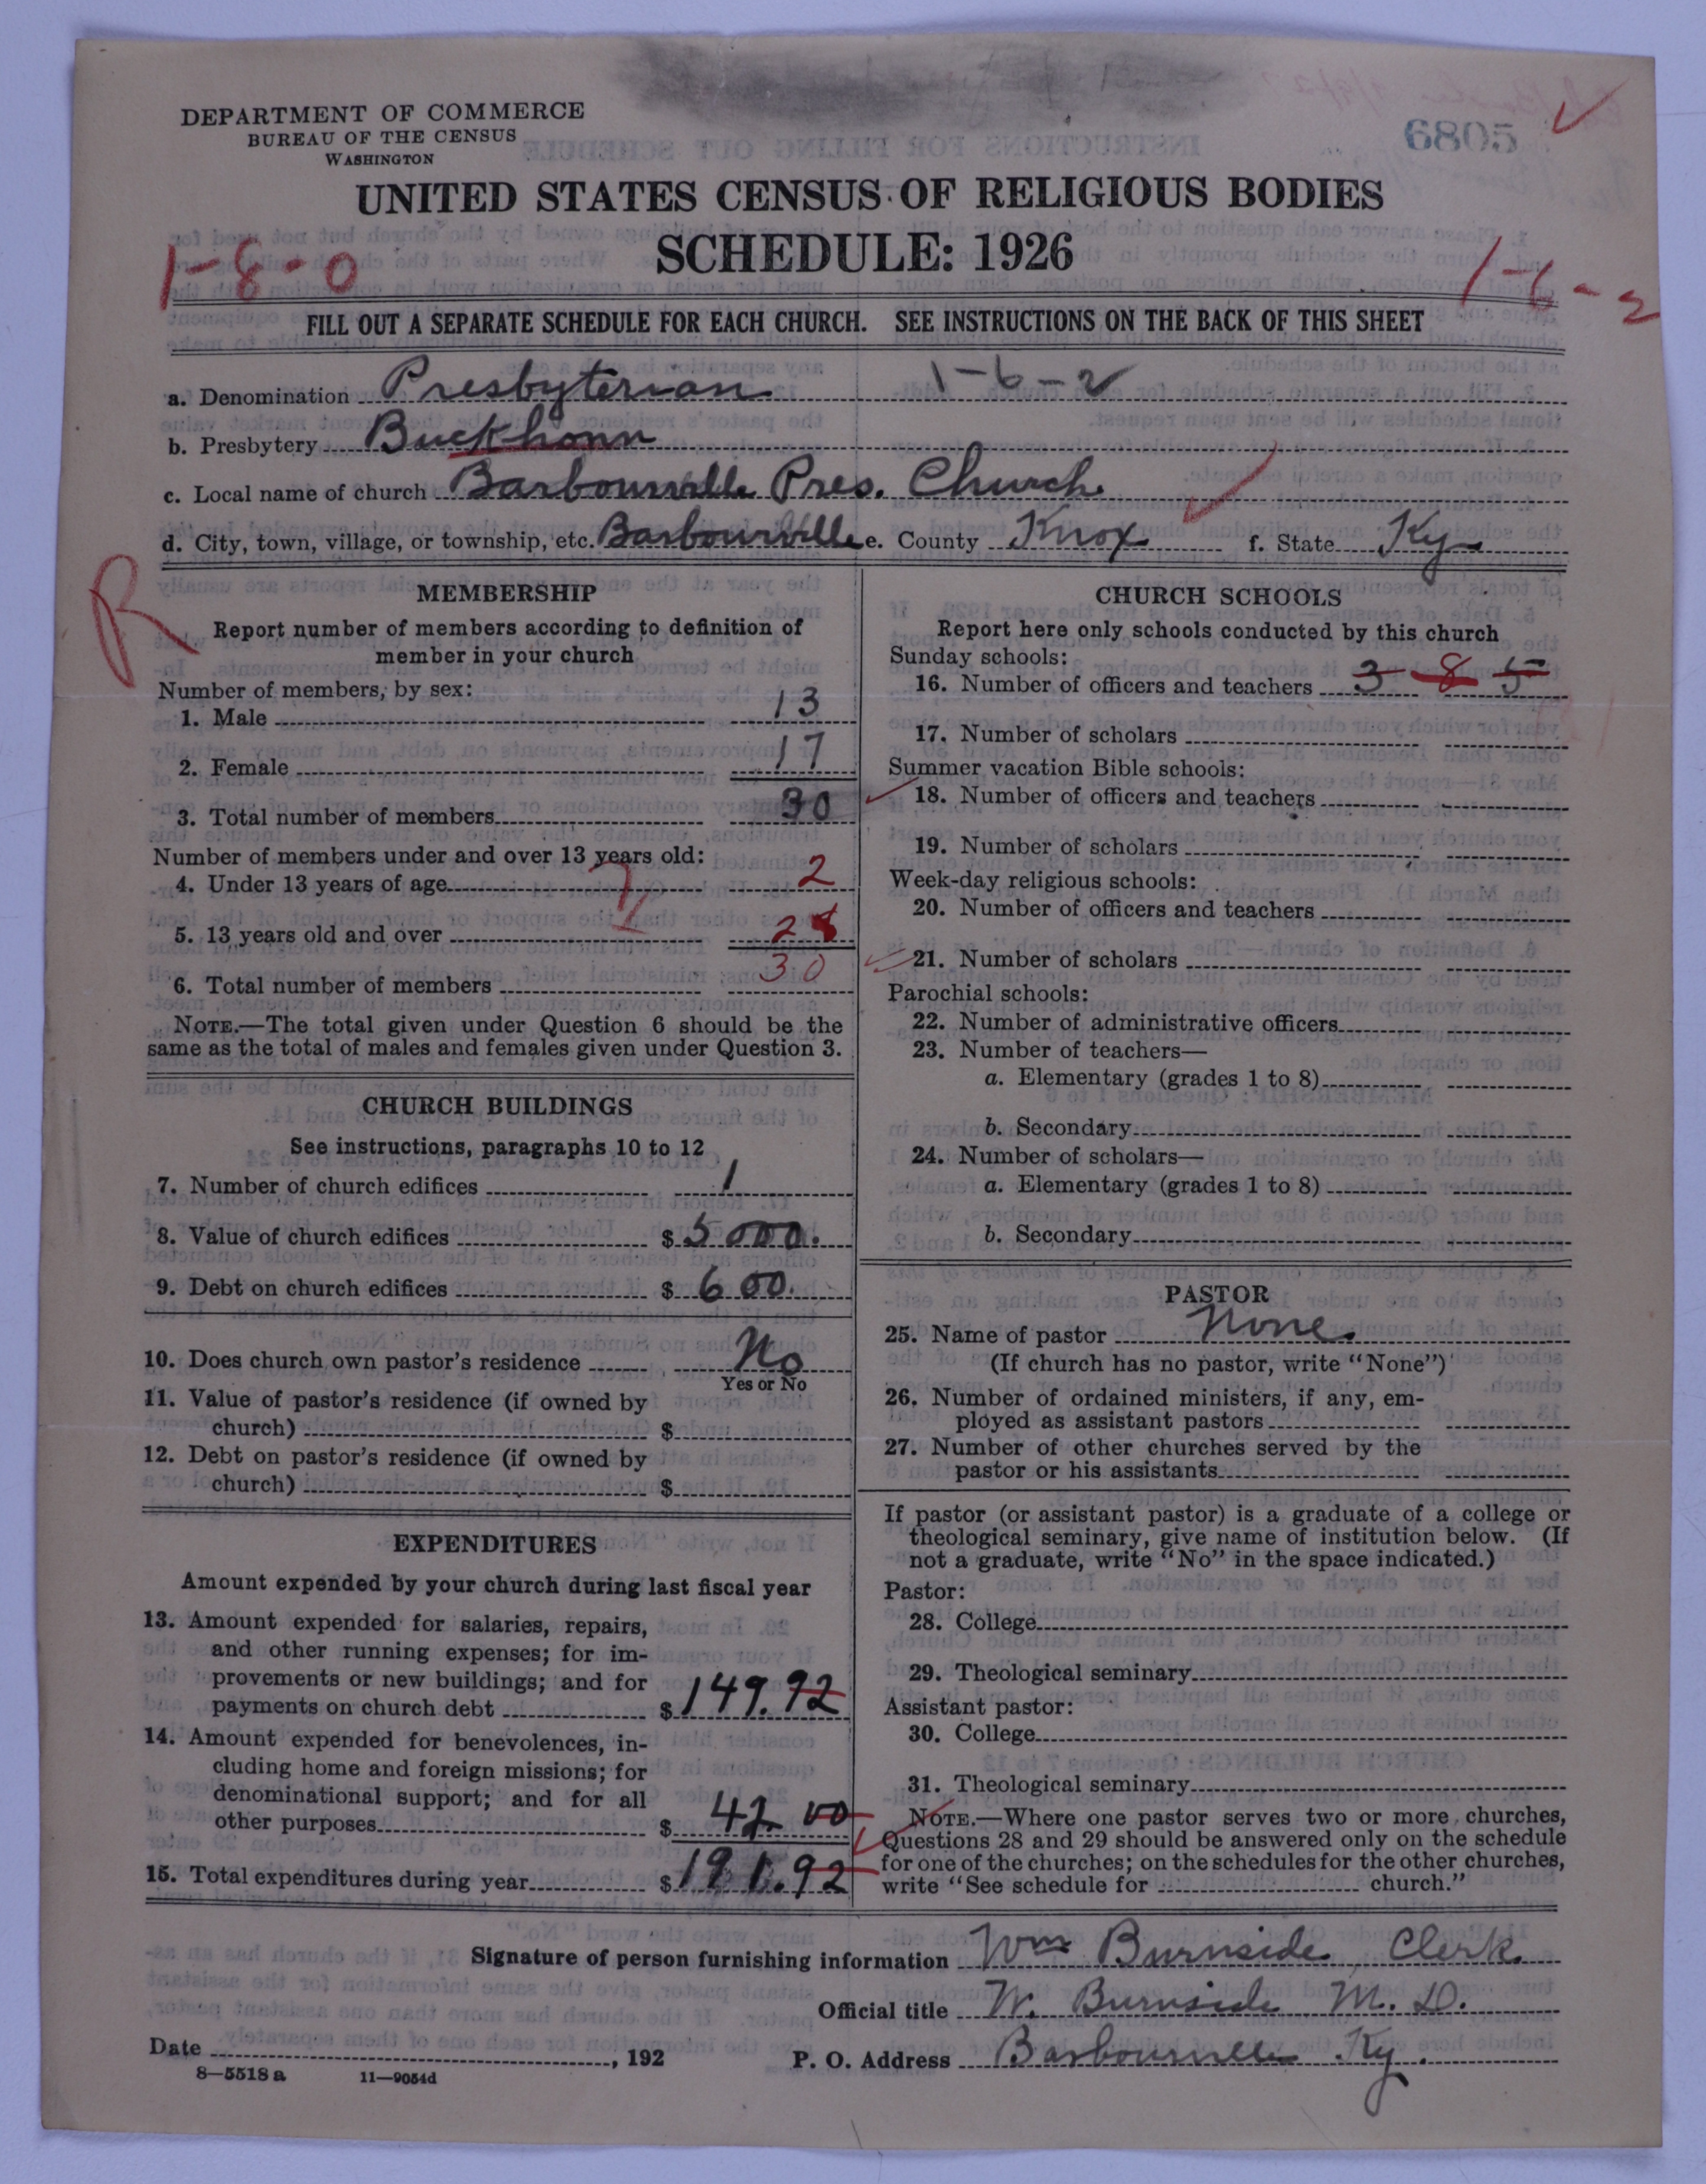 DEPARTMENT OF COMMERCE
BUREAU OF THE CENSUS
WASHINGTON
6805
UNITED STATES CENSUS OF RELIGIOUS BODIES
SCHEDULE: 1926
1-8-0
1-6-2
FILL OUT A SEPARATE SCHEDULE FOR EACH CHURCH. SEE INSTRUCTIONS ON THE BACK OF THIS SHEET
a. Denomination Presbyterian 1-6-2
b. Presbytery Buckhonn
c. Local name of church Barbourville Pres. Church
d. City, town, village, or township, etc. Barbourville e. County Knox f. State Ky
R
MEMBERSHIP
Report number of members according to definition of
member in your church
Number of members, by sex:
1. Male 13
2. Female 17
3. Total number of members 30
Number of members under and over 13 years old:
4. Under 13 years of age 2
5. 13 years old and over 28
6. Total number of members 30
NOTE.—The total given under Question 6 should be the
same as the total of males and females given under Question 3.
CHURCH BUILDINGS
See instructions, paragraphs 10 to 12
7. Number of church edifices 1
8. Value of church edifices $ 5000.
9. Debt on church edifices $ 600.
10. Does church own pastor's residence No
Yes or No
11. Value of pastor's residence (if owned by
church) $
12. Debt on pastor's residence (if owned by
church) $
EXPENDITURES
Amount expended by your church during last fiscal year
13. Amount expended for salaries, repairs,
and other running expenses; for im-
provements or new buildings; and for
payments on church debt $ 149.92
14. Amount expended for benevolences, in-
cluding home and foreign missions; for
denominational support; and for all
other purposes $ 42 00
15. Total expenditures during year $ 191.92
CHURCH SCHOOLS
Report here only schools conducted by this church
Sunday schools:
16. Number of officers and teachers 3 8 5
17. Number of scholars
Summer vacation Bible schools:
18. Number of officers and teachers
19. Number of scholars
Week-day religious schools:
20. Number of officers and teachers
21. Number of scholars
Parochial schools:
22. Number of administrative officers
23. Number of teachers—
a. Elementary (grades 1 to 8)
b. Secondary
24. Number of scholars—
a. Elementary (grades 1 to 8)
b. Secondary
PASTOR
25. Name of pastor None.
(If church has no pastor, write "None")
26. Number of ordained ministers, if any, em-
ployed as assistant pastors
27. Number of other churches served by the
pastor or his assistants
If pastor (or assistant pastor) is a graduate of a college or
theological seminary, give name of institution below. (If
not a graduate, write "No" in the space indicated.)
Pastor:
28. College
29. Theological seminary
Assistant pastor:
30. College
31. Theological seminary
NOTE.—Where one pastor serves two or more churches,
Questions 28 and 29 should be answered only on the schedule
for one of the churches; on the schedules for the other churches,
write "See schedule for church."
Signature of person furnishing information Wm Burnside Clerk
Official title W. Burnside M. D.
Date , 192
P. O. Address Barbourville Ky.
8—5518 a 11—9054d